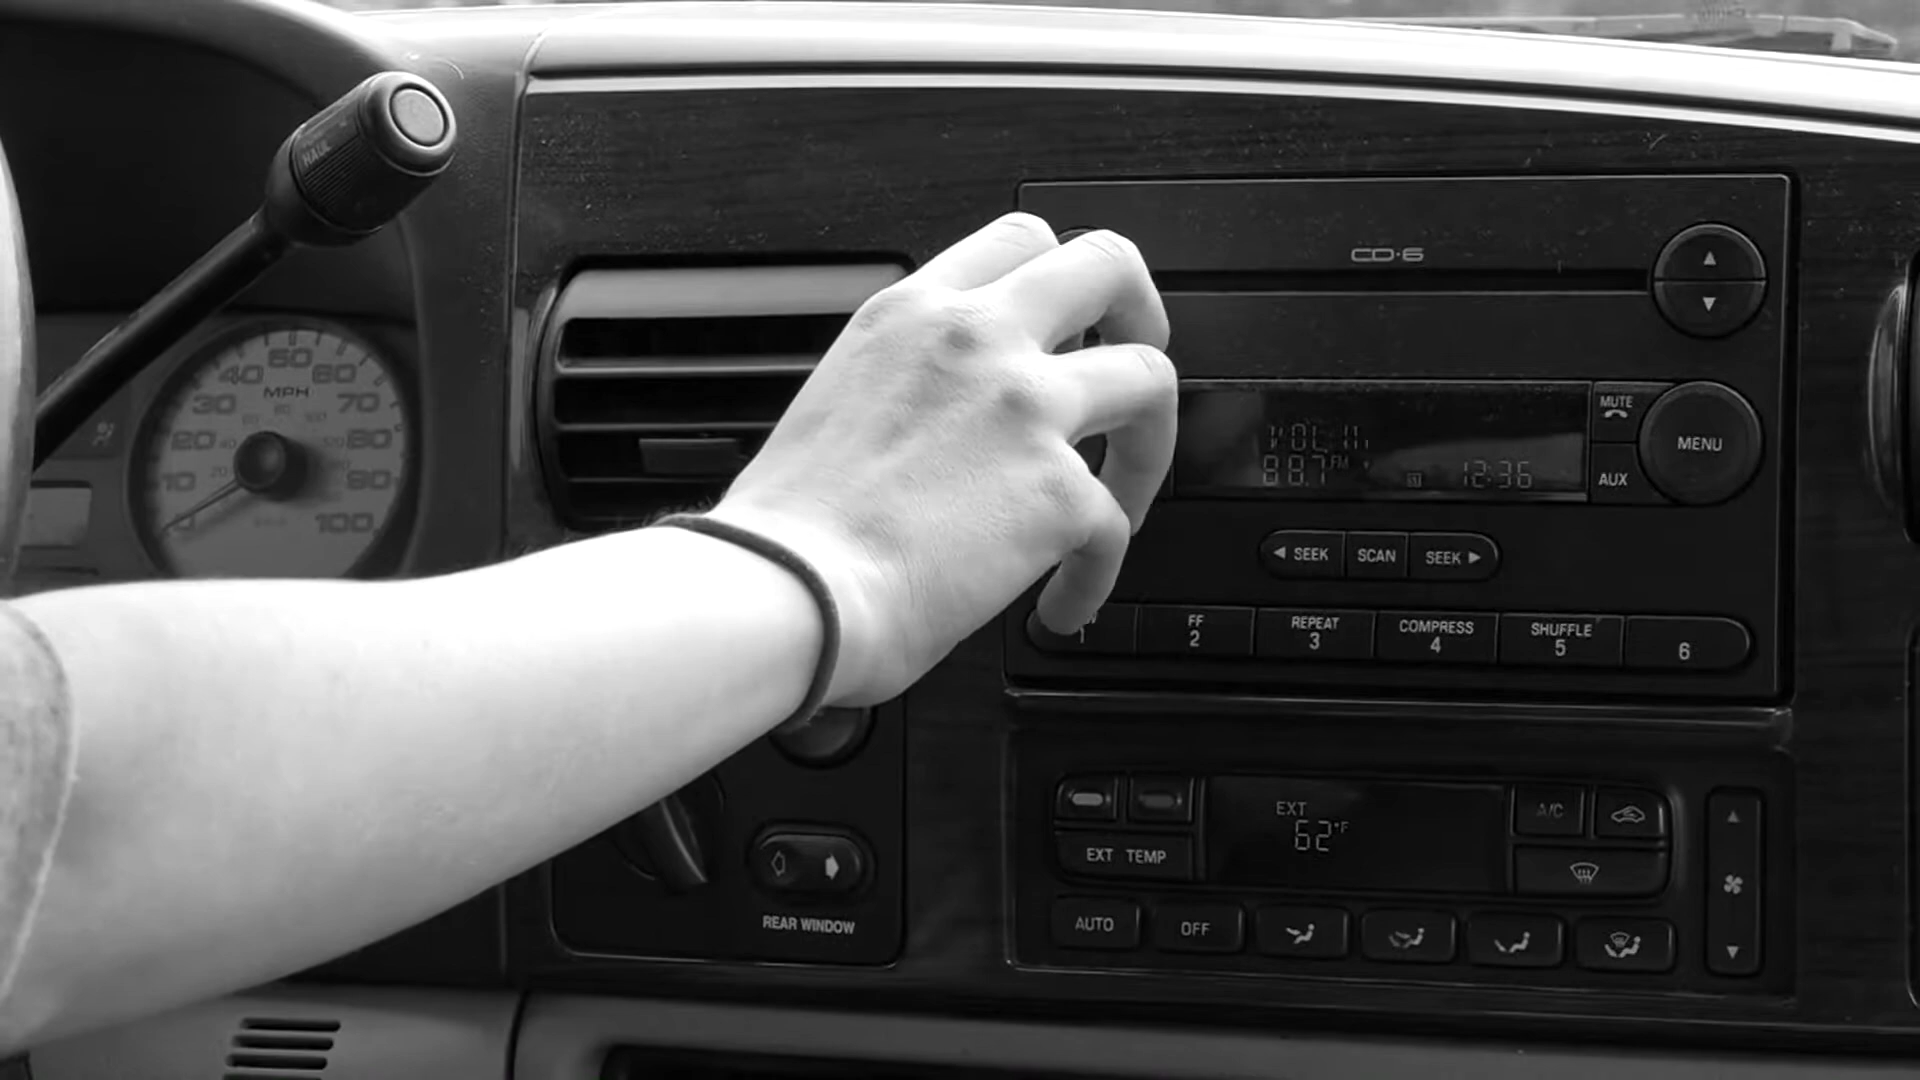 HAUL
50
40 60
MPH
30 70
20 80
10 90
0 100
CD·6
MUTE
VOL 11
88.7 FM 12:36
MENU
AUX
SEEK SCAN SEEK
1
FF
2
REPEAT
3
COMPRESS
4
SHUFFLE
5
6
EXT
62°F
A/C
EXT TEMP
AUTO OFF
REAR WINDOW